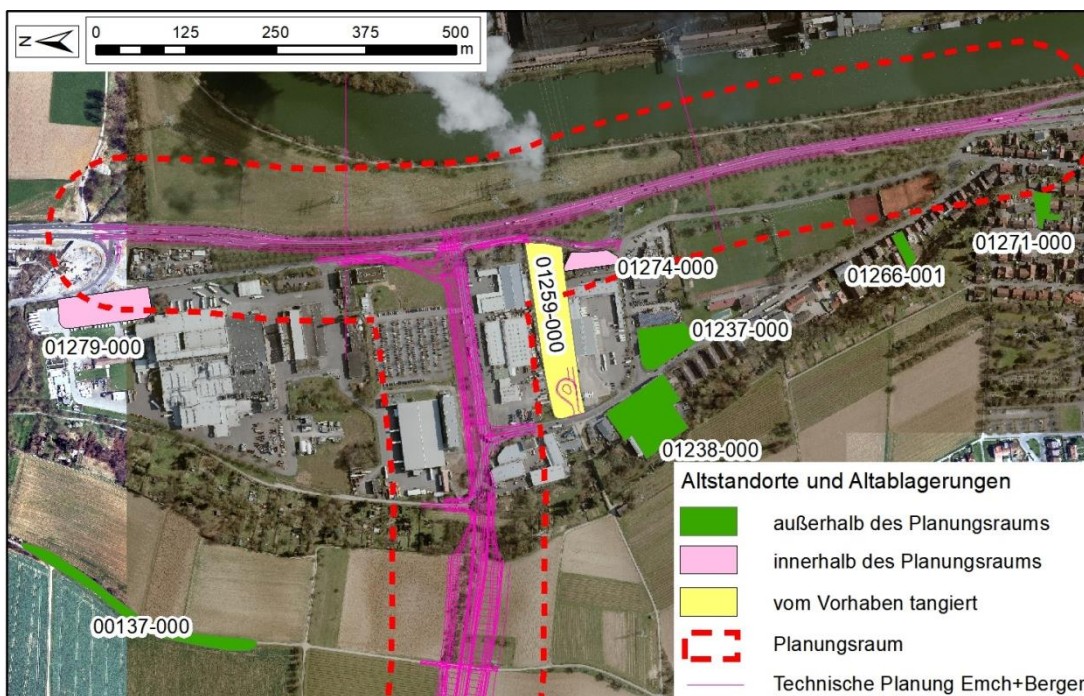 N
0 125 250 375 500
m
01279-000
01259-000
01274-000
01266-001
01271-000
01237-000
01238-000
00137-000
Altstandorte und Altablagerungen
außerhalb des Planungsraums
innerhalb des Planungsraums
vom Vorhaben tangiert
Planungsraum
Technische Planung Emch+Berger